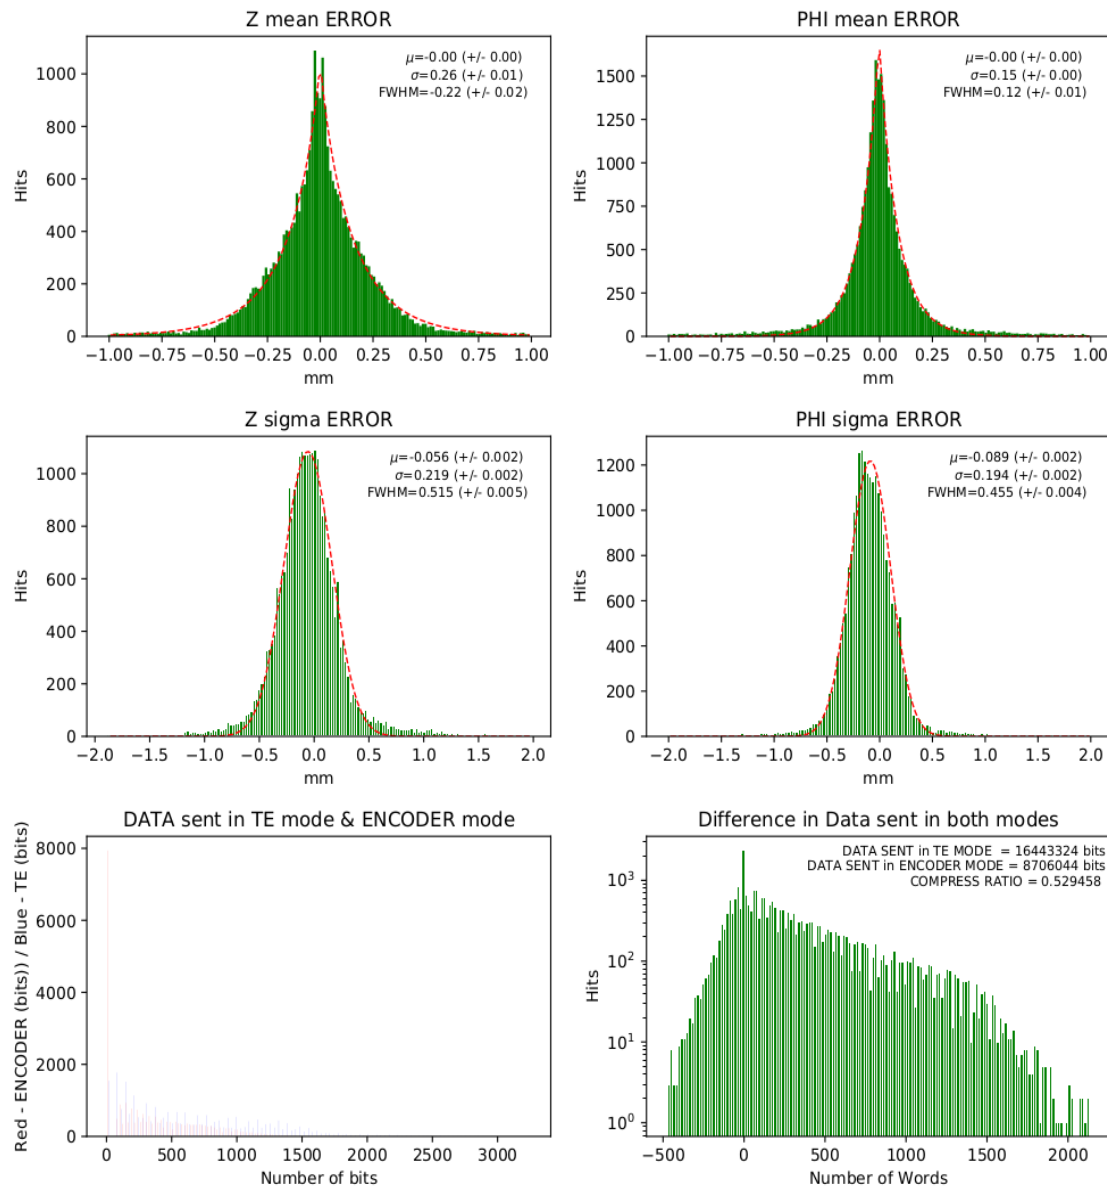 Z mean ERROR
μ=-0.00 (+/- 0.00)
σ=0.26 (+/- 0.01)
FWHM=-0.22 (+/- 0.02)
Hits
1000
800
600
400
200
0
−1.00 −0.75 −0.50 −0.25 0.00 0.25 0.50 0.75 1.00
mm
PHI mean ERROR
μ=-0.00 (+/- 0.00)
σ=0.15 (+/- 0.00)
FWHM=0.12 (+/- 0.01)
Hits
1500
1250
1000
750
500
250
0
−1.00 −0.75 −0.50 −0.25 0.00 0.25 0.50 0.75 1.00
mm
Z sigma ERROR
μ=-0.056 (+/- 0.002)
σ=0.219 (+/- 0.002)
FWHM=0.515 (+/- 0.005)
Hits
1000
800
600
400
200
0
−2.0 −1.5 −1.0 −0.5 0.0 0.5 1.0 1.5 2.0
mm
PHI sigma ERROR
μ=-0.089 (+/- 0.002)
σ=0.194 (+/- 0.002)
FWHM=0.455 (+/- 0.004)
Hits
1200
1000
800
600
400
200
0
−2.0 −1.5 −1.0 −0.5 0.0 0.5 1.0 1.5 2.0
mm
DATA sent in TE mode & ENCODER mode
Red - ENCODER (bits)) / Blue - TE (bits)
8000
6000
4000
2000
0
0 500 1000 1500 2000 2500 3000
Number of bits
Difference in Data sent in both modes
DATA SENT in TE MODE = 16443324 bits
DATA SENT in ENCODER MODE = 8706044 bits
COMPRESS RATIO = 0.529458
Hits
10³
10²
10¹
10⁰
−500 0 500 1000 1500 2000
Number of Words